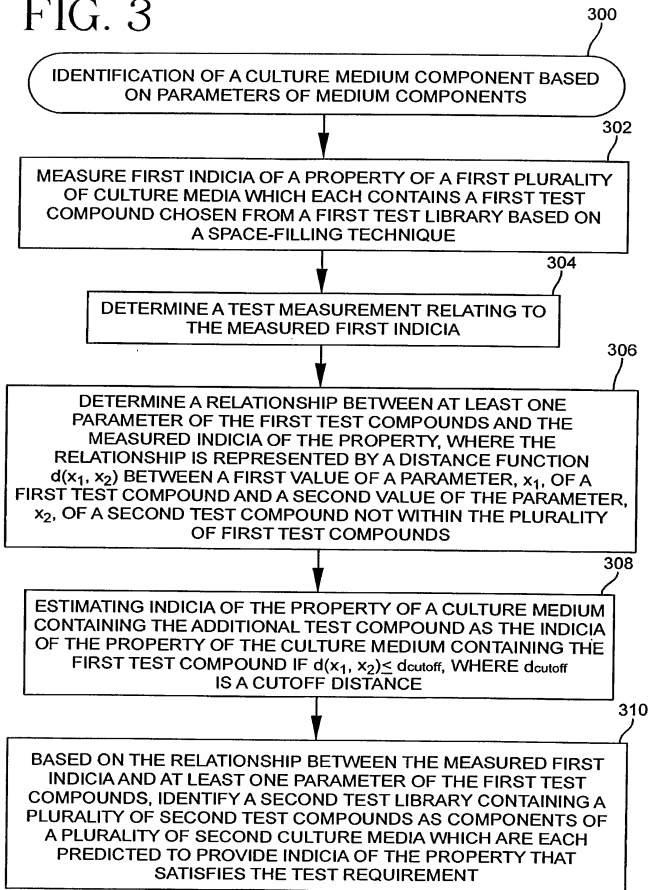 FIG. 3
300
IDENTIFICATION OF A CULTURE MEDIUM COMPONENT BASED
ON PARAMETERS OF MEDIUM COMPONENTS
302
MEASURE FIRST INDICIA OF A PROPERTY OF A FIRST PLURALITY
OF CULTURE MEDIA WHICH EACH CONTAINS A FIRST TEST
COMPOUND CHOSEN FROM A FIRST TEST LIBRARY BASED ON
A SPACE-FILLING TECHNIQUE
304
DETERMINE A TEST MEASUREMENT RELATING TO
THE MEASURED FIRST INDICIA
306
DETERMINE A RELATIONSHIP BETWEEN AT LEAST ONE
PARAMETER OF THE FIRST TEST COMPOUNDS AND THE
MEASURED INDICIA OF THE PROPERTY, WHERE THE
RELATIONSHIP IS REPRESENTED BY A DISTANCE FUNCTION
d(x₁, x₂) BETWEEN A FIRST VALUE OF A PARAMETER, x₁, OF A
FIRST TEST COMPOUND AND A SECOND VALUE OF THE PARAMETER,
x₂, OF A SECOND TEST COMPOUND NOT WITHIN THE PLURALITY
OF FIRST TEST COMPOUNDS
308
ESTIMATING INDICIA OF THE PROPERTY OF A CULTURE MEDIUM
CONTAINING THE ADDITIONAL TEST COMPOUND AS THE INDICIA
OF THE PROPERTY OF THE CULTURE MEDIUM CONTAINING THE
FIRST TEST COMPOUND IF d(x₁, x₂) ≤ dcutoff, WHERE dcutoff
IS A CUTOFF DISTANCE
310
BASED ON THE RELATIONSHIP BETWEEN THE MEASURED FIRST
INDICIA AND AT LEAST ONE PARAMETER OF THE FIRST TEST
COMPOUNDS, IDENTIFY A SECOND TEST LIBRARY CONTAINING A
PLURALITY OF SECOND TEST COMPOUNDS AS COMPONENTS OF
A PLURALITY OF SECOND CULTURE MEDIA WHICH ARE EACH
PREDICTED TO PROVIDE INDICIA OF THE PROPERTY THAT
SATISFIES THE TEST REQUIREMENT